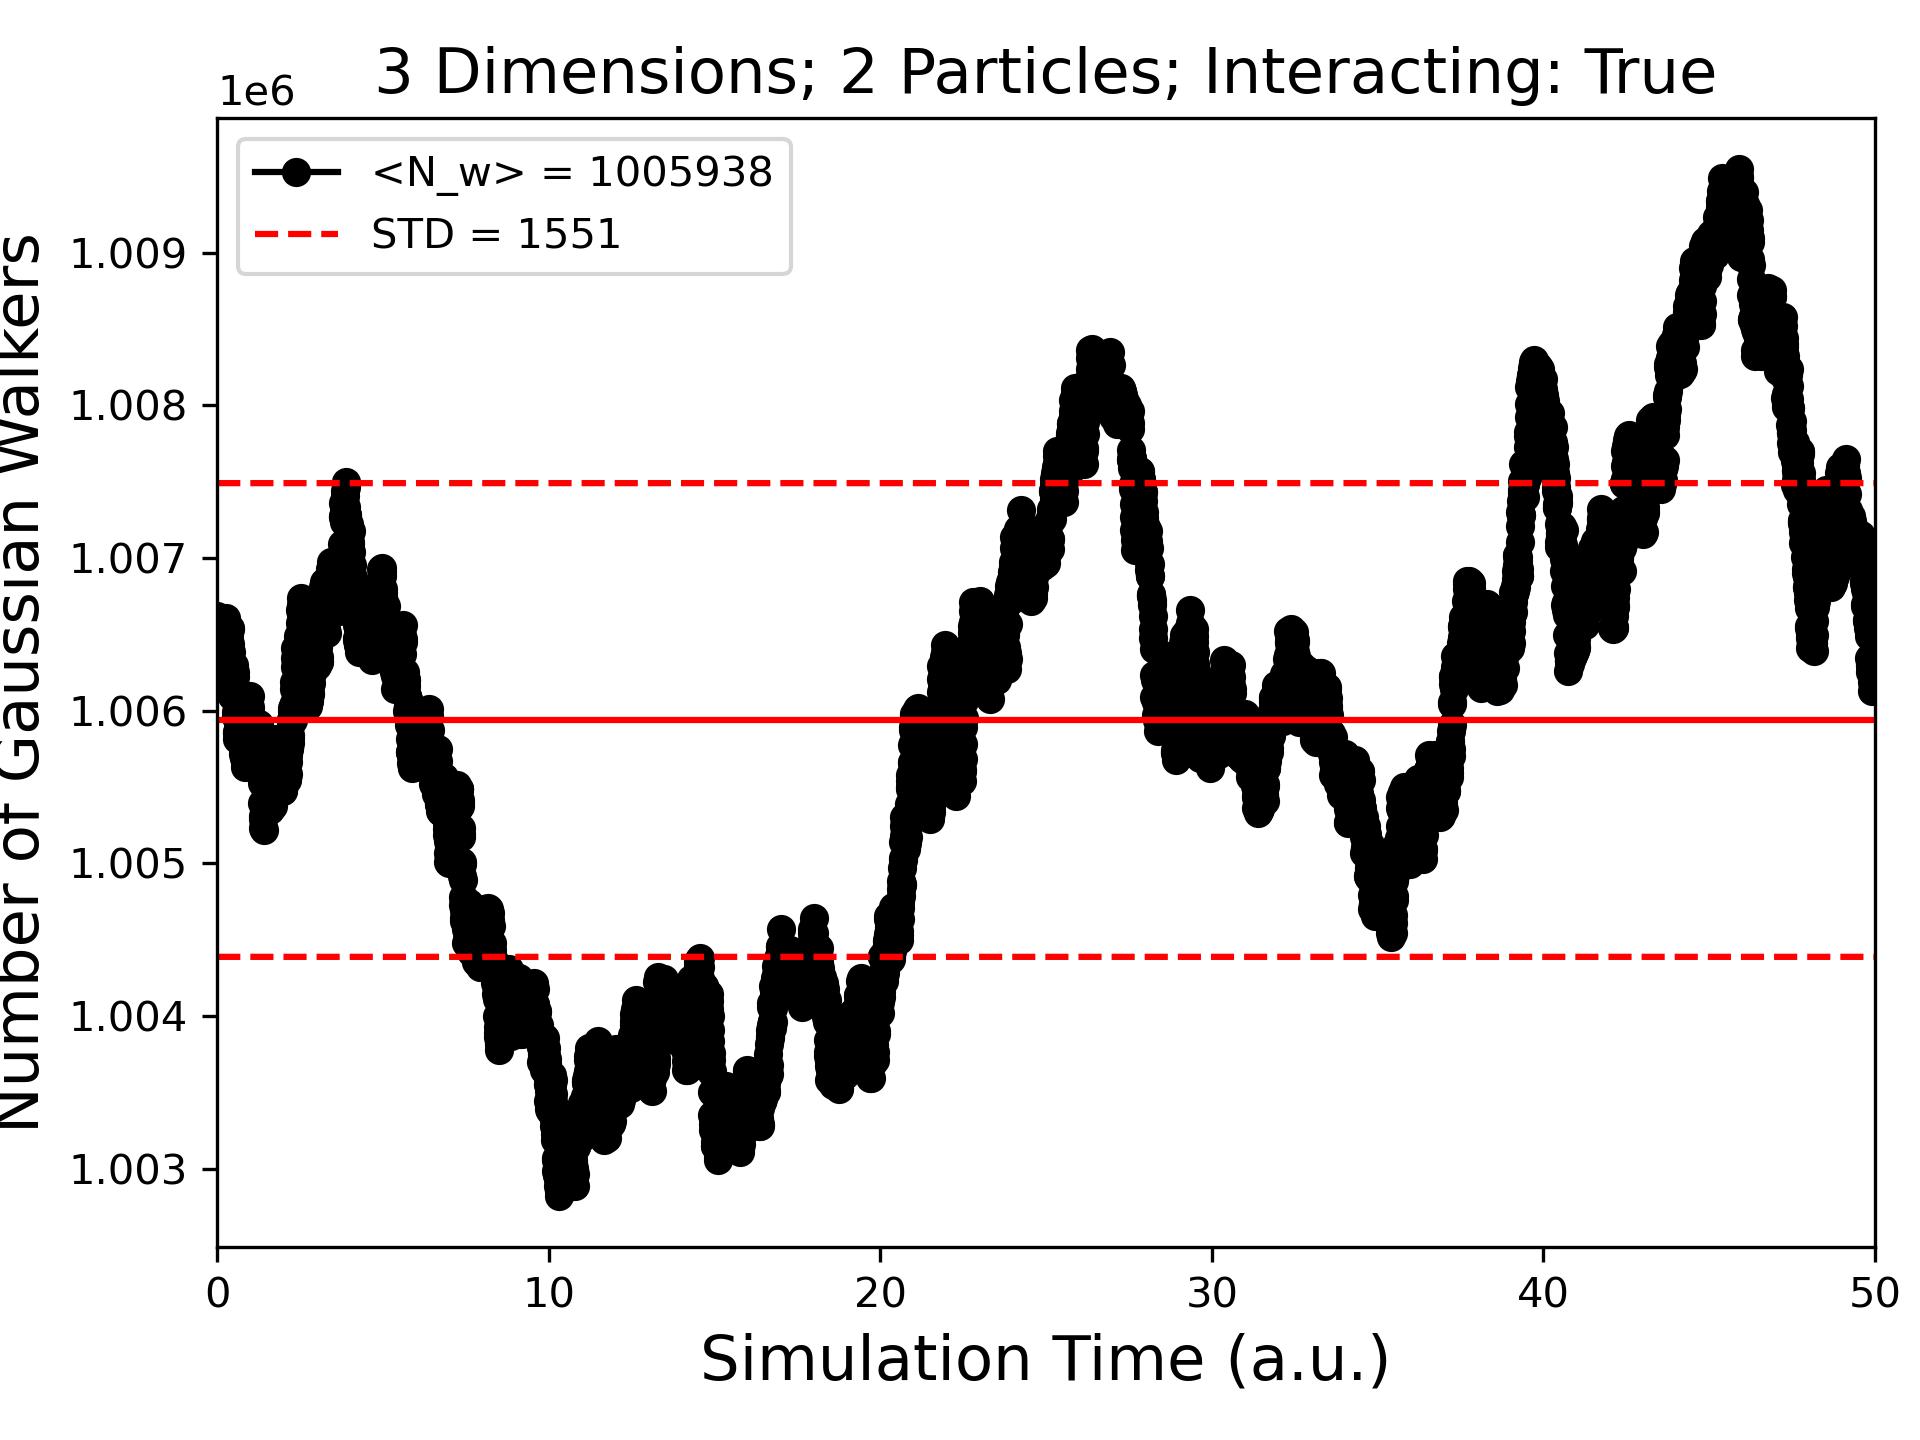 3 Dimensions; 2 Particles; Interacting: True
1e6
<N_w> = 1005938
STD = 1551
Number of Gaussian Walkers
1.009
1.008
1.007
1.006
1.005
1.004
1.003
0 10 20 30 40 50
Simulation Time (a.u.)